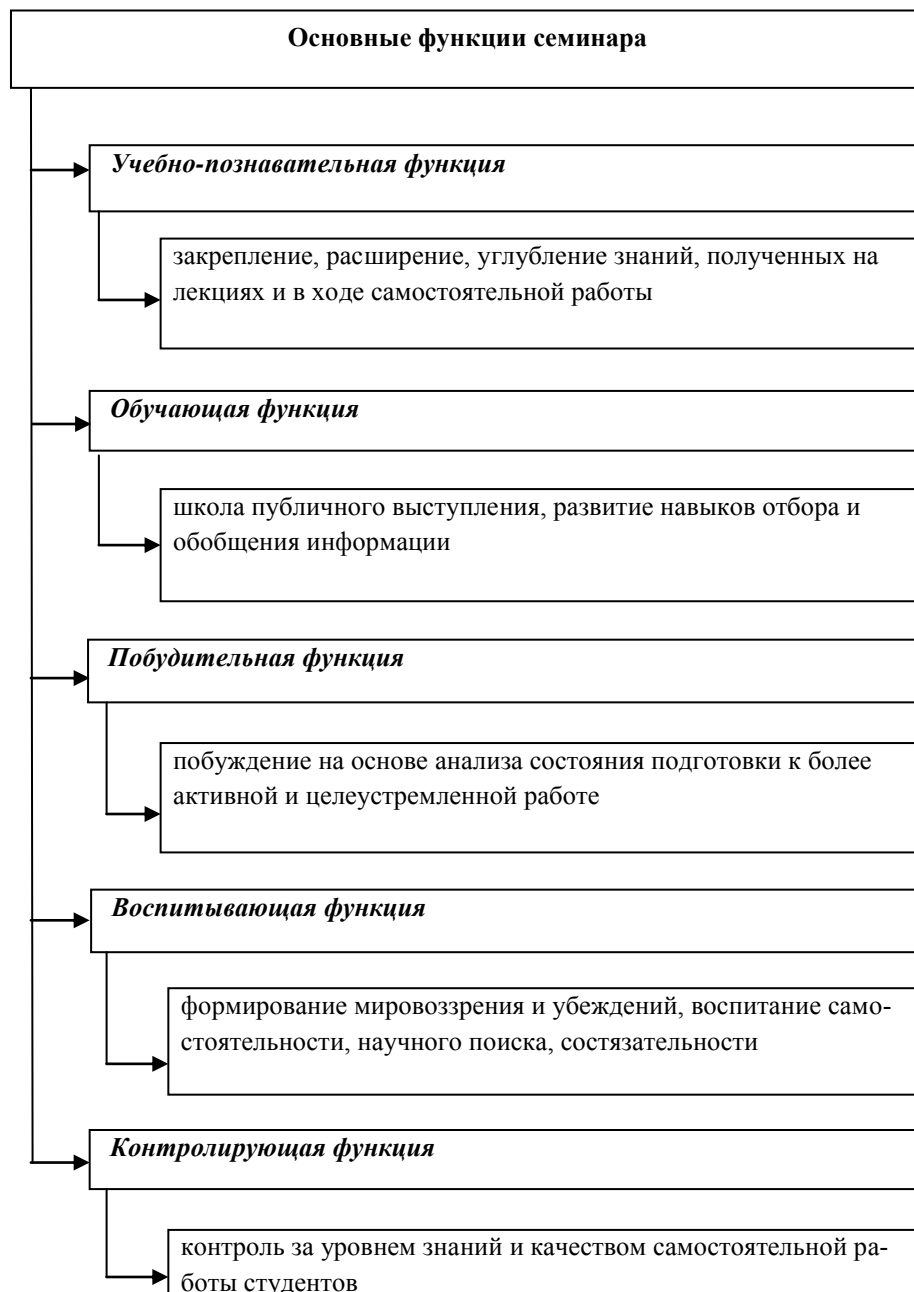 Основные функции семинара
Учебно-познавательная функция
закрепление, расширение, углубление знаний, полученных на
лекциях и в ходе самостоятельной работы
Обучающая функция
школа публичного выступления, развитие навыков отбора и
обобщения информации
Побудительная функция
побуждение на основе анализа состояния подготовки к более
активной и целеустремленной работе
Воспитывающая функция
формирование мировоззрения и убеждений, воспитание само-
стоятельности, научного поиска, состязательности
Контролирующая функция
контроль за уровнем знаний и качеством самостоятельной ра-
боты студентов